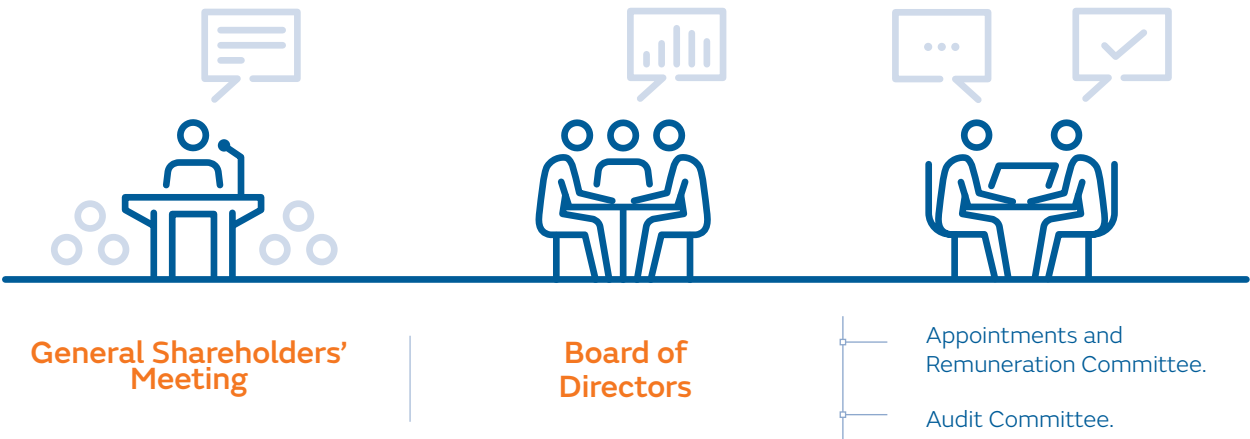 General Shareholders’
Meeting
Board of
Directors
Appointments and
Remuneration Committee.
Audit Committee.